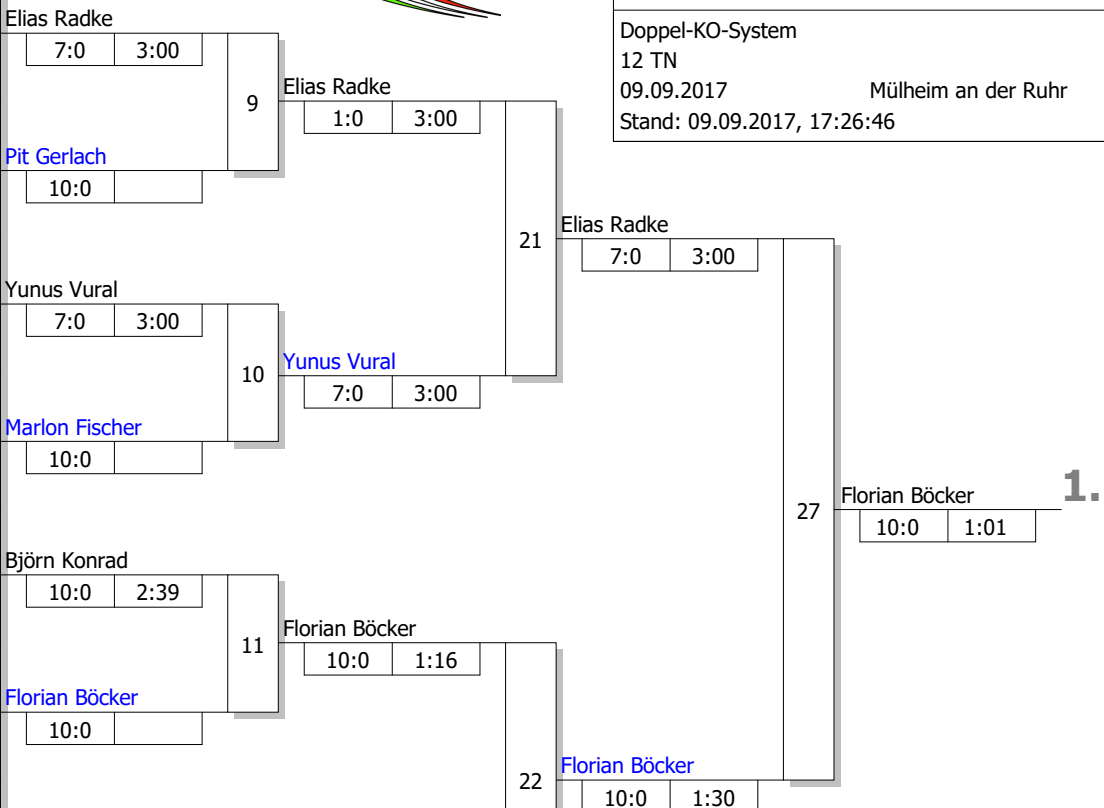 Elias Radke
7:0 3:00
9
Pit Gerlach
10:0
Yunus Vural
7:0 3:00
10
Marlon Fischer
10:0
Björn Konrad
10:0 2:39
11
Florian Böcker
10:0
Elias Radke
1:0 3:00
21
Yunus Vural
7:0 3:00
Florian Böcker
10:0 1:16
22
Elias Radke
7:0 3:00
27
Florian Böcker
10:0 1:30
Florian Böcker 1.
10:0 1:01
Doppel-KO-System
12 TN
09.09.2017 Mülheim an der Ruhr
Stand: 09.09.2017, 17:26:46